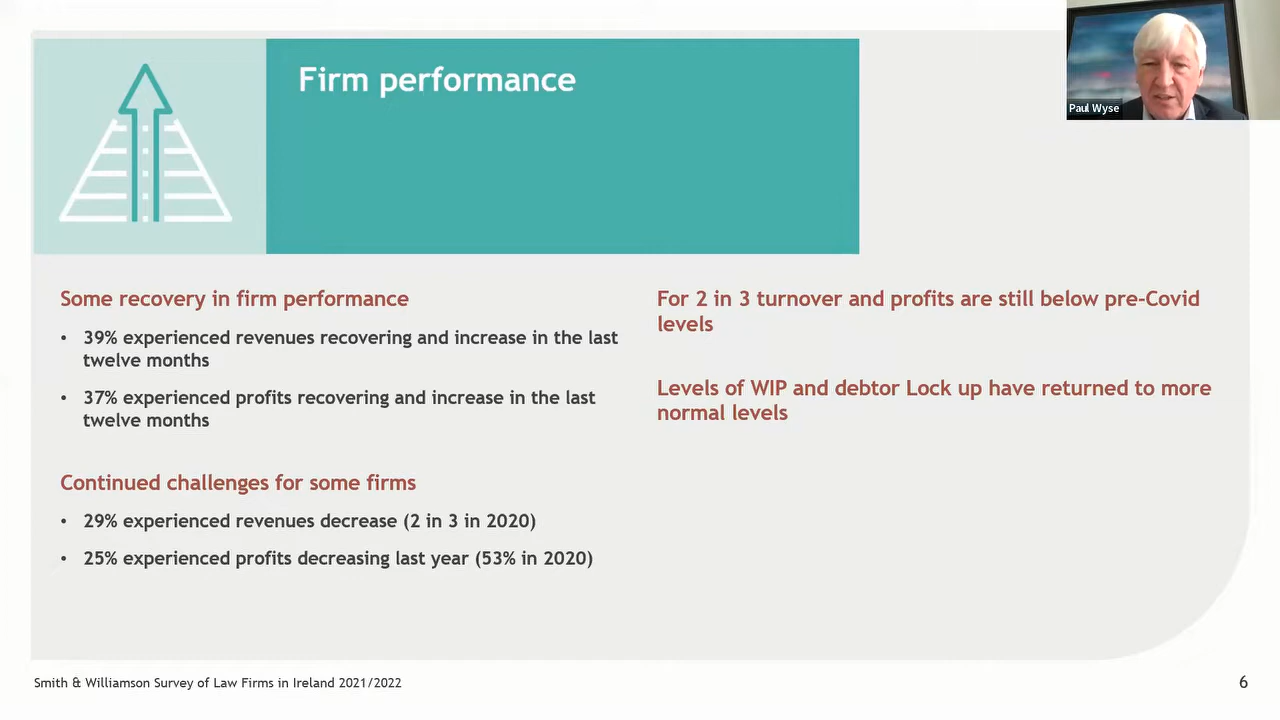 Firm performance
Paul Wyse
Some recovery in firm performance
• 39% experienced revenues recovering and increase in the last
twelve months
• 37% experienced profits recovering and increase in the last
twelve months
Continued challenges for some firms
• 29% experienced revenues decrease (2 in 3 in 2020)
• 25% experienced profits decreasing last year (53% in 2020)
For 2 in 3 turnover and profits are still below pre-Covid
levels
Levels of WIP and debtor Lock up have returned to more
normal levels
Smith & Williamson Survey of Law Firms in Ireland 2021/2022
6